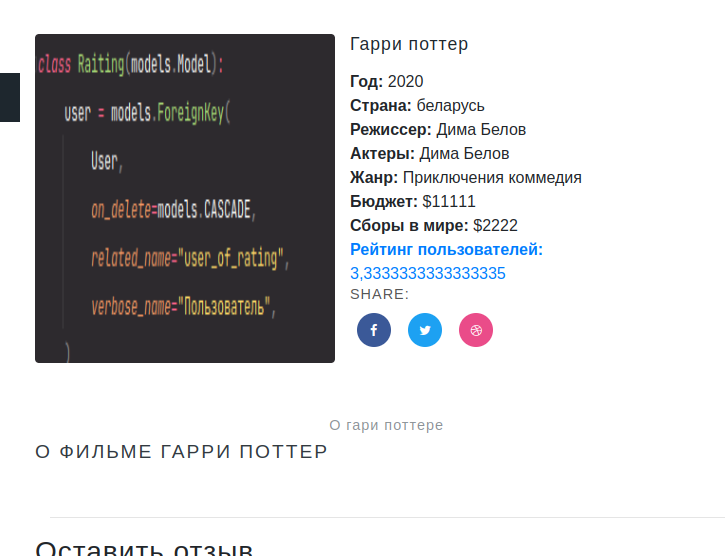 class Raiting(models.Model):
user = models.ForeignKey(
User,
on_delete=models.CASCADE,
related_name="user_of_rating",
verbose_name="Пользователь",
)
Гарри поттер
Год: 2020
Страна: беларусь
Режиссер: Дима Белов
Актеры: Дима Белов
Жанр: Приключения коммедия
Бюджет: $11111
Сборы в мире: $2222
Рейтинг пользователей:
3,3333333333333335
SHARE:
О гари поттере
О ФИЛЬМЕ ГАРРИ ПОТТЕР
Оставить отзыв